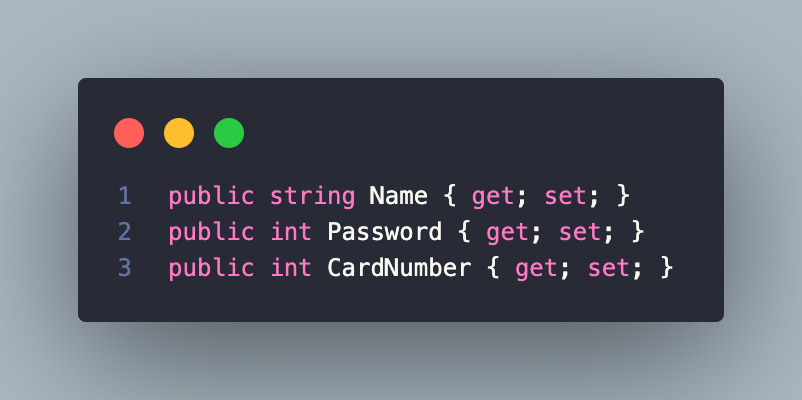 1 public string Name { get; set; }
2 public int Password { get; set; }
3 public int CardNumber { get; set; }